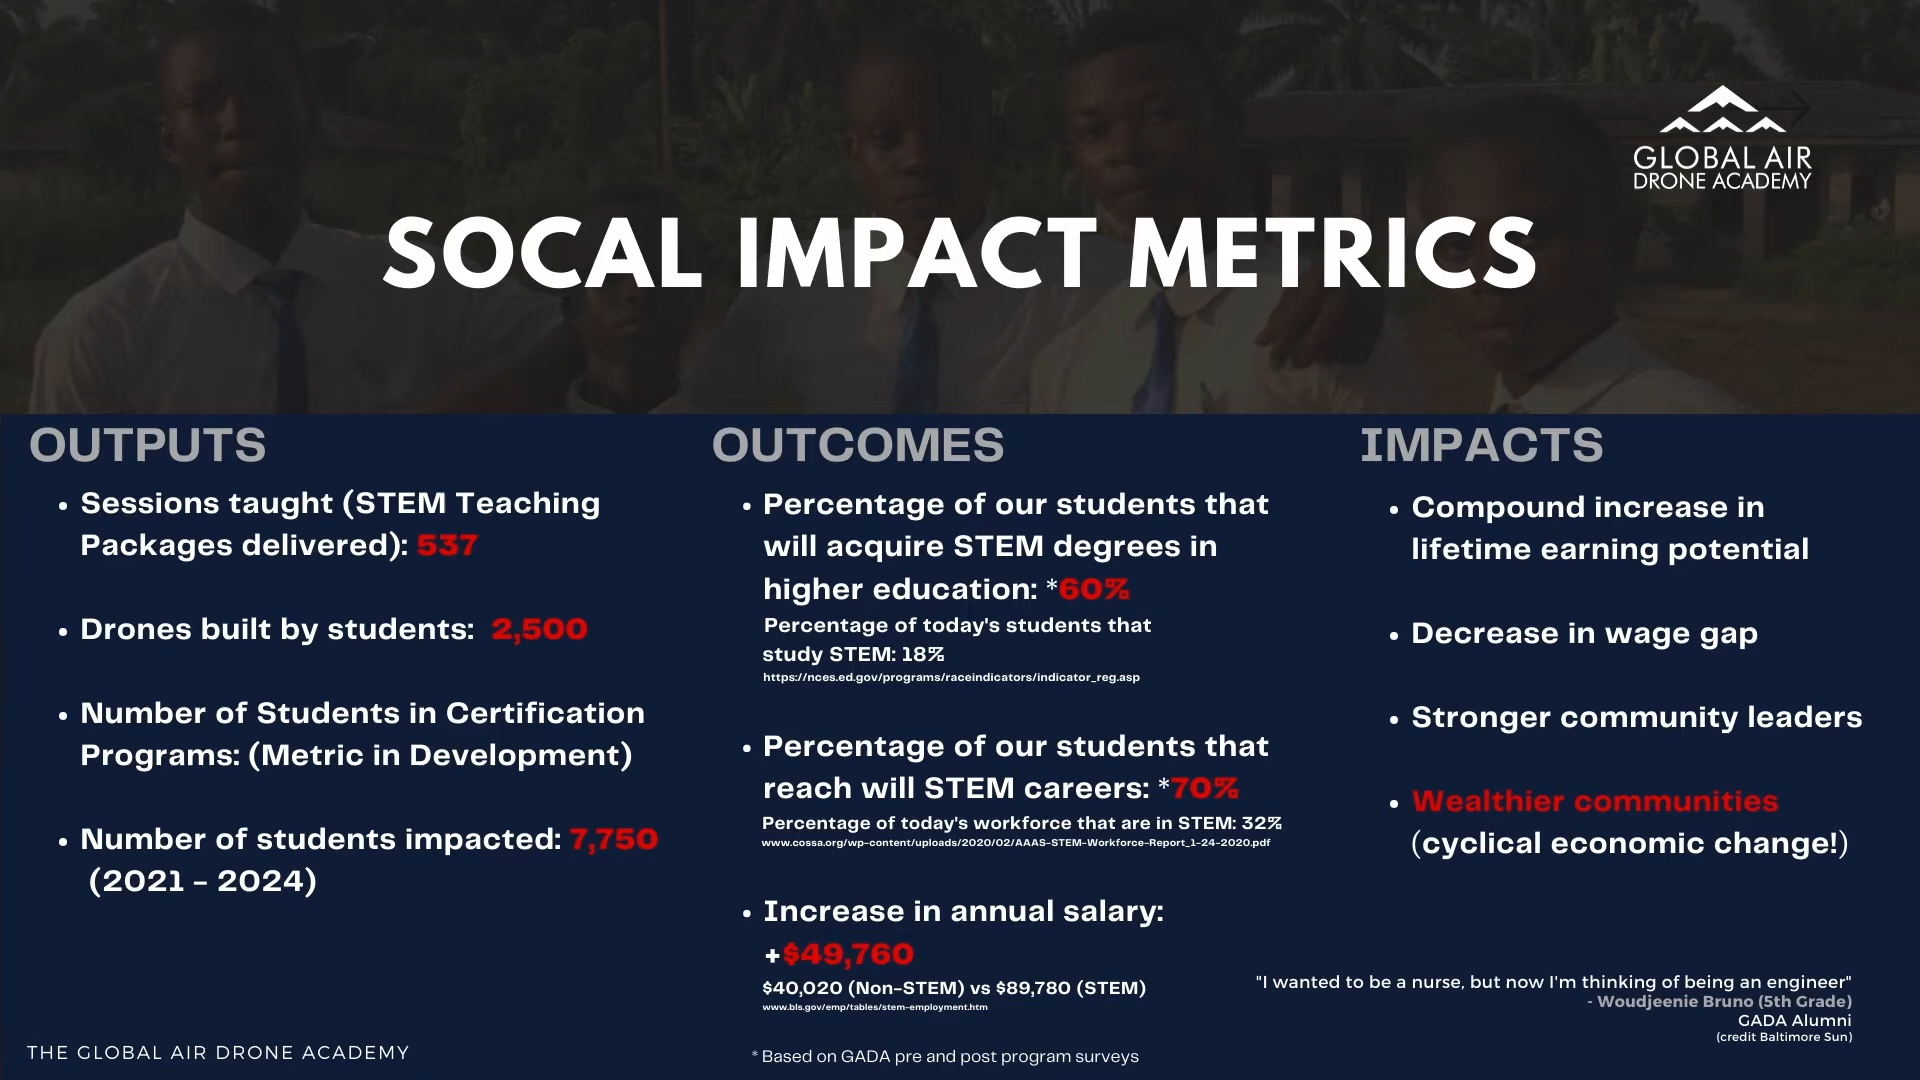 GLOBAL AIR
DRONE ACADEMY
SOCAL IMPACT METRICS
OUTPUTS
• Sessions taught (STEM Teaching
Packages delivered): 537
• Drones built by students: 2,500
• Number of Students in Certification
Programs: (Metric in Development)
• Number of students impacted: 7,750
(2021 - 2024)
OUTCOMES
• Percentage of our students that
will acquire STEM degrees in
higher education: *60%
Percentage of today's students that
study STEM: 18%
https://nces.ed.gov/programs/raceindicators/indicator_reg.asp
• Percentage of our students that
reach will STEM careers: *70%
Percentage of today's workforce that are in STEM: 32%
www.cossa.org/wp-content/uploads/2020/02/AAAS-STEM-Workforce-Report_1-24-2020.pdf
• Increase in annual salary:
+$49,760
$40,020 (Non-STEM) vs $89,780 (STEM)
www.bls.gov/emp/tables/stem-employment.htm
* Based on GADA pre and post program surveys
IMPACTS
• Compound increase in
lifetime earning potential
• Decrease in wage gap
• Stronger community leaders
• Wealthier communities
(cyclical economic change!)
"I wanted to be a nurse, but now I'm thinking of being an engineer"
- Woudjeenie Bruno (5th Grade)
GADA Alumni
(credit Baltimore Sun)
THE GLOBAL AIR DRONE ACADEMY